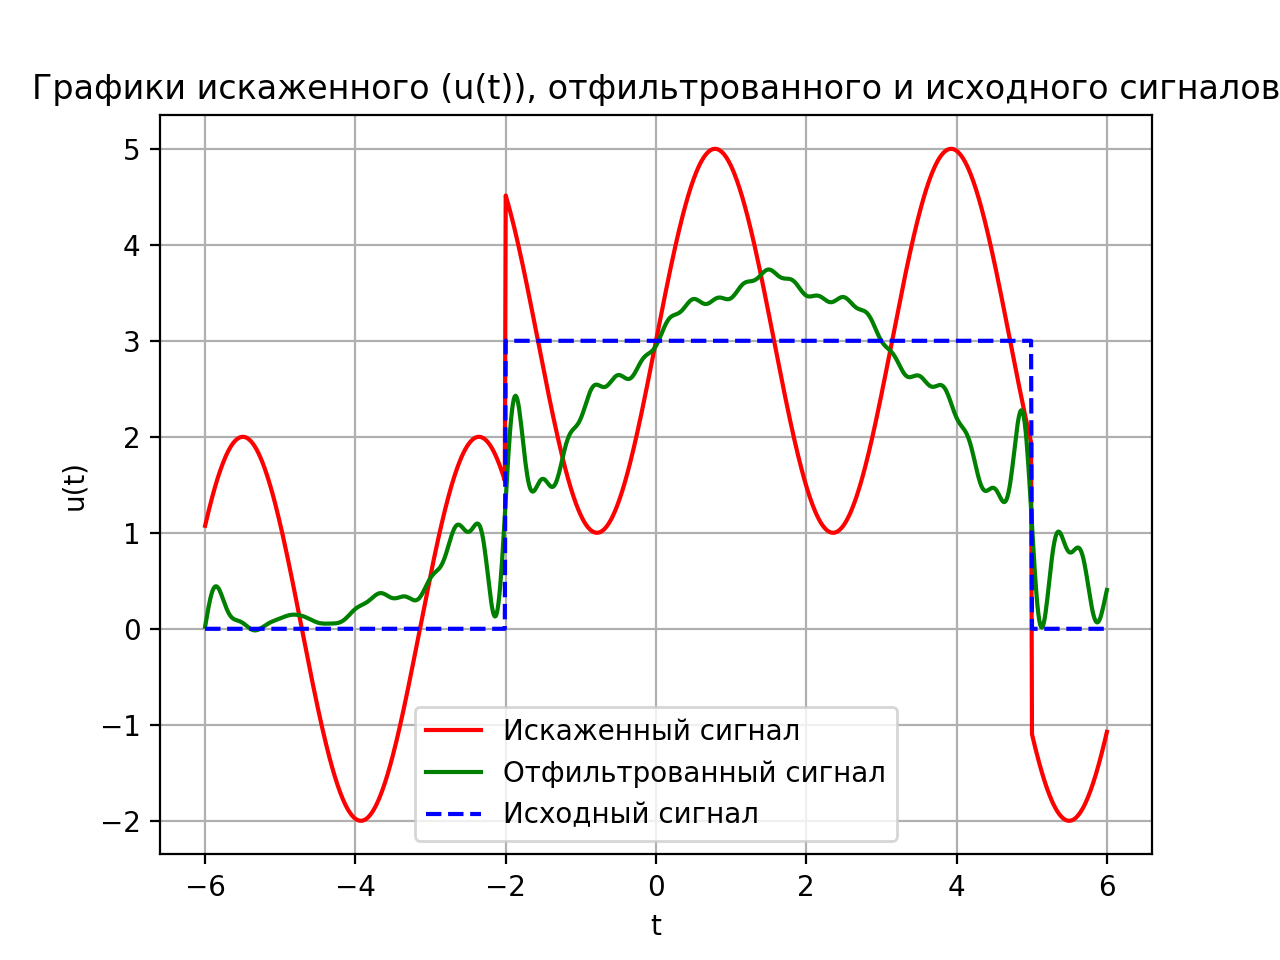 Графики искаженного (u(t)), отфильтрованного и исходного сигналов
5
4
3
2
1
0
−1
−2
u(t)
Искаженный сигнал
Отфильтрованный сигнал
Исходный сигнал
−6 −4 −2 0 2 4 6
t